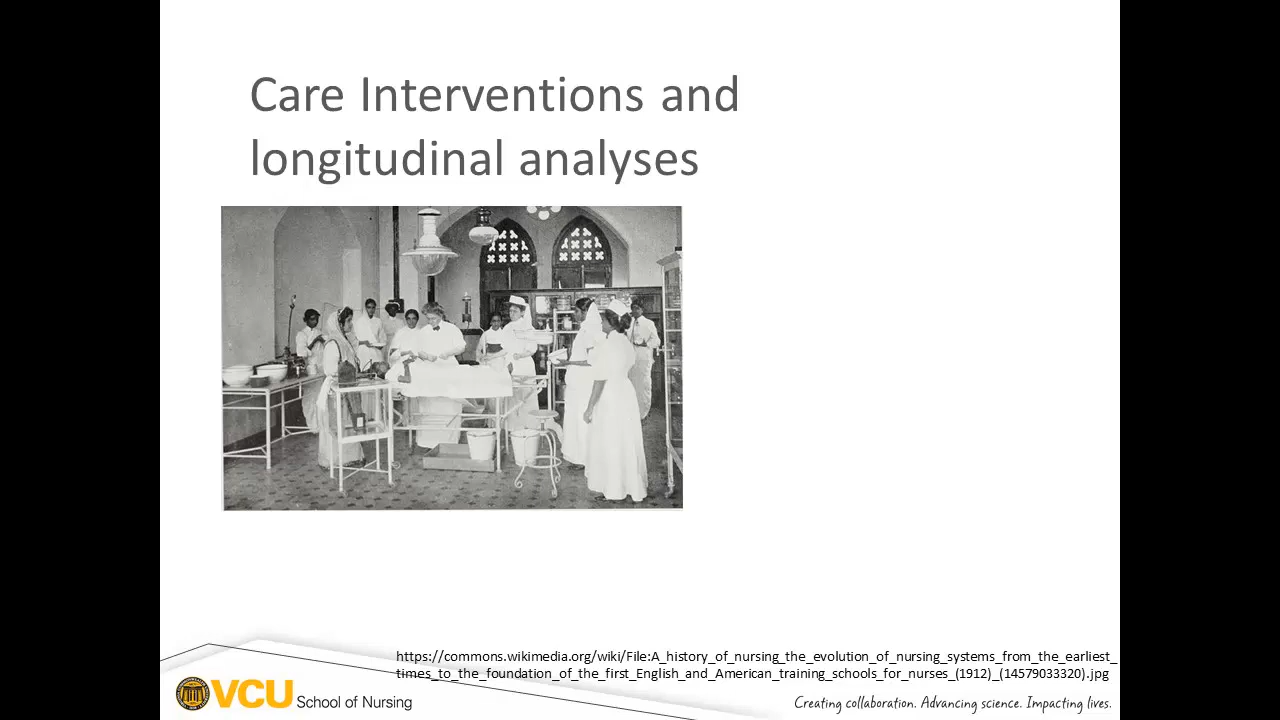 Care Interventions and
longitudinal analyses
https://commons.wikimedia.org/wiki/File:A_history_of_nursing_the_evolution_of_nursing_systems_from_the_earliest_
times_to_the_foundation_of_the_first_English_and_American_training_schools_for_nurses_(1912)_(14579033320).jpg
VCU School of Nursing
Creating collaboration. Advancing science. Impacting lives.